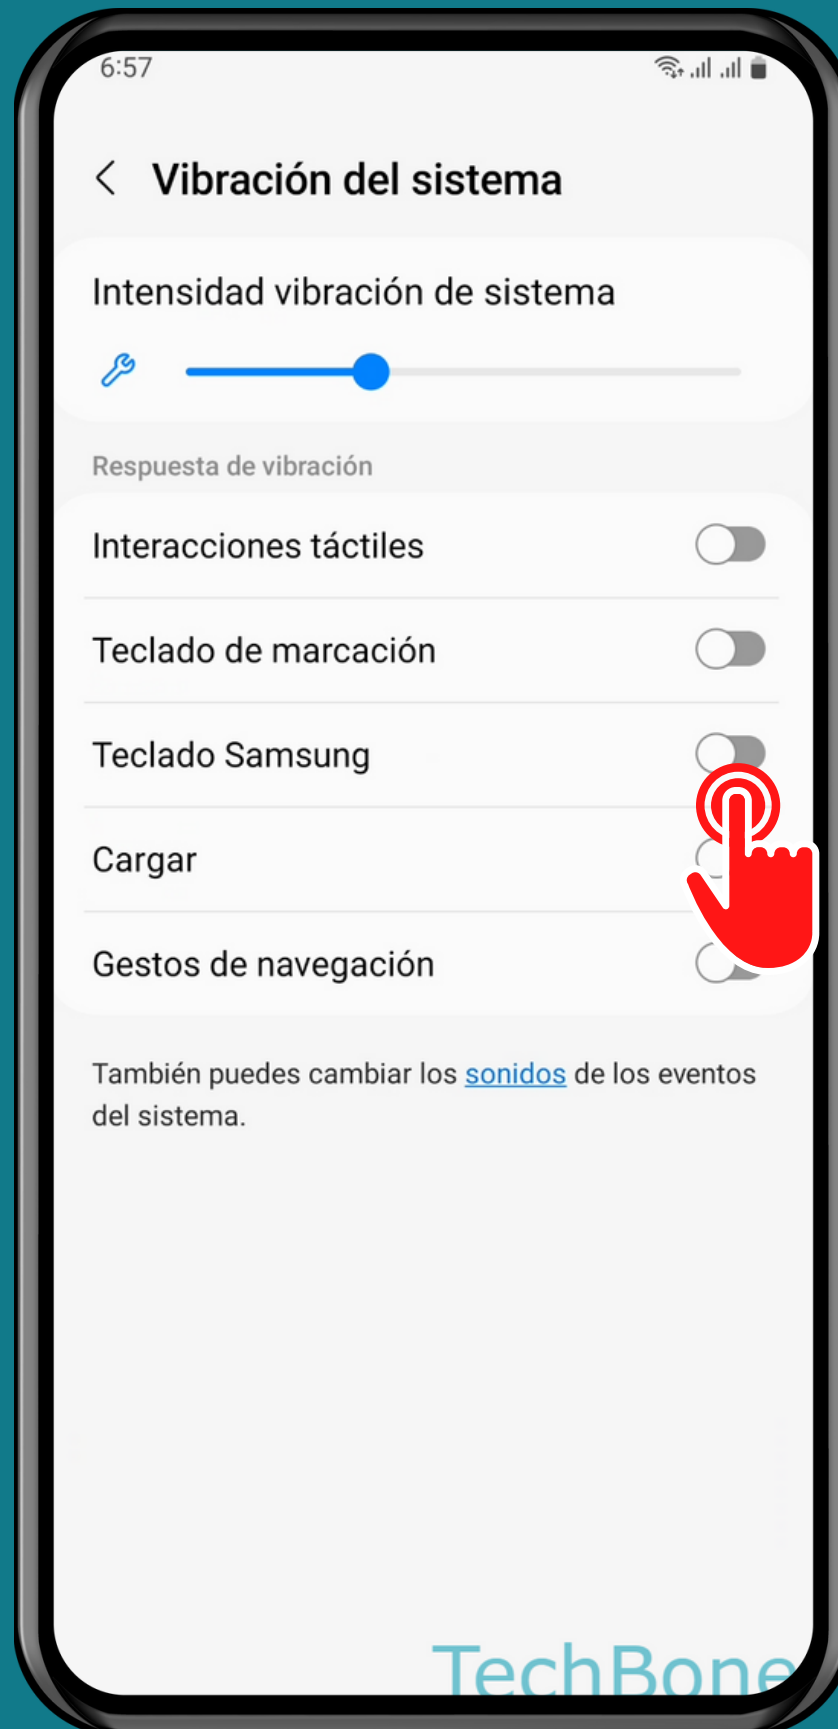 6:57
Vibración del sistema
Intensidad vibración de sistema
Respuesta de vibración
Interacciones táctiles
Teclado de marcación
Teclado Samsung
Cargar
Gestos de navegación
También puedes cambiar los sonidos de los eventos
del sistema.
TechBone